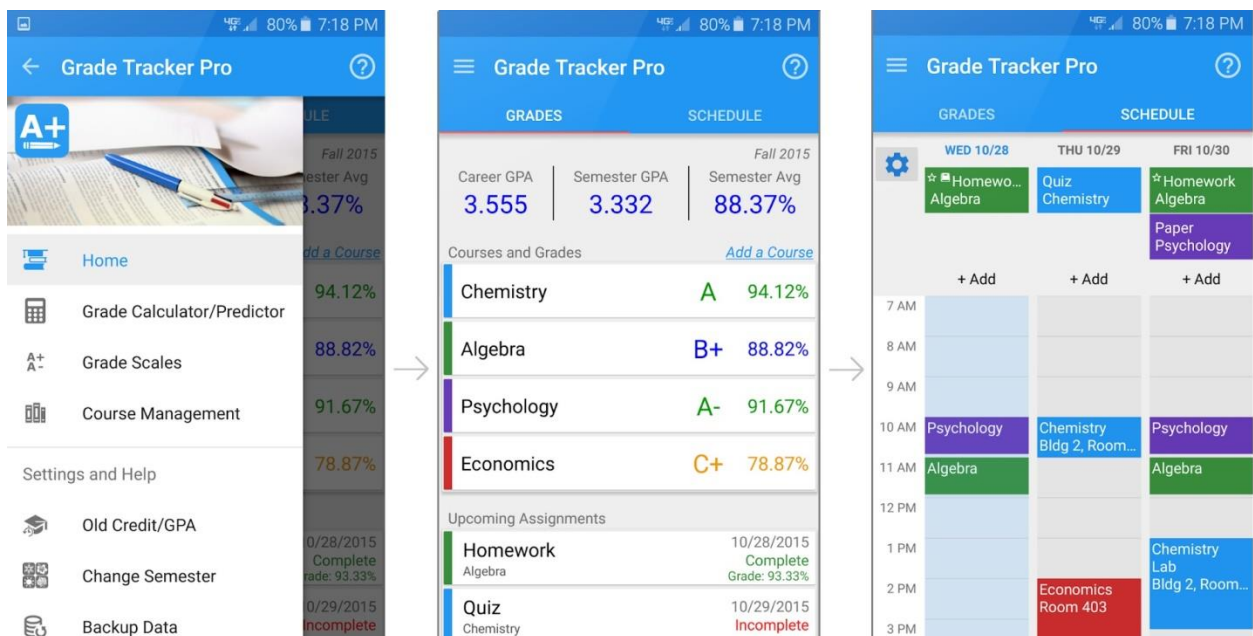 80% 7:18 PM
Grade Tracker Pro
A+
ULE
Fall 2015
ester Avg
3.37%
dd a Course
Home
94.12%
Grade Calculator/Predictor
88.82%
A+
A-
Grade Scales
Course Management
91.67%
Settings and Help
78.87%
Old Credit/GPA
10/28/2015
Complete
rade: 93.33%
Change Semester
0/29/2015
Incomplete
Backup Data
4G 80% 7:18 PM
Grade Tracker Pro
GRADES SCHEDULE
Fall 2015
Career GPA Semester GPA Semester Avg
3.555 3.332 88.37%
Courses and Grades Add a Course
Chemistry A 94.12%
Algebra B+ 88.82%
Psychology A- 91.67%
Economics C+ 78.87%
Upcoming Assignments
Homework 10/28/2015
Algebra Complete
Grade: 93.33%
Quiz 10/29/2015
Chemistry Incomplete
80% 7:18 PM
Grade Tracker Pro
GRADES SCHEDULE
WED 10/28 THU 10/29 FRI 10/30
Homewo... Quiz Homework
Algebra Chemistry Algebra
Paper
Psychology
+ Add + Add + Add
7 AM
8 AM
9 AM
10 AM Psychology Chemistry Psychology
Bldg 2, Room...
11 AM Algebra Algebra
12 PM
1 PM Chemistry
Lab
Bldg 2, Room...
2 PM Economics
Room 403
3 PM